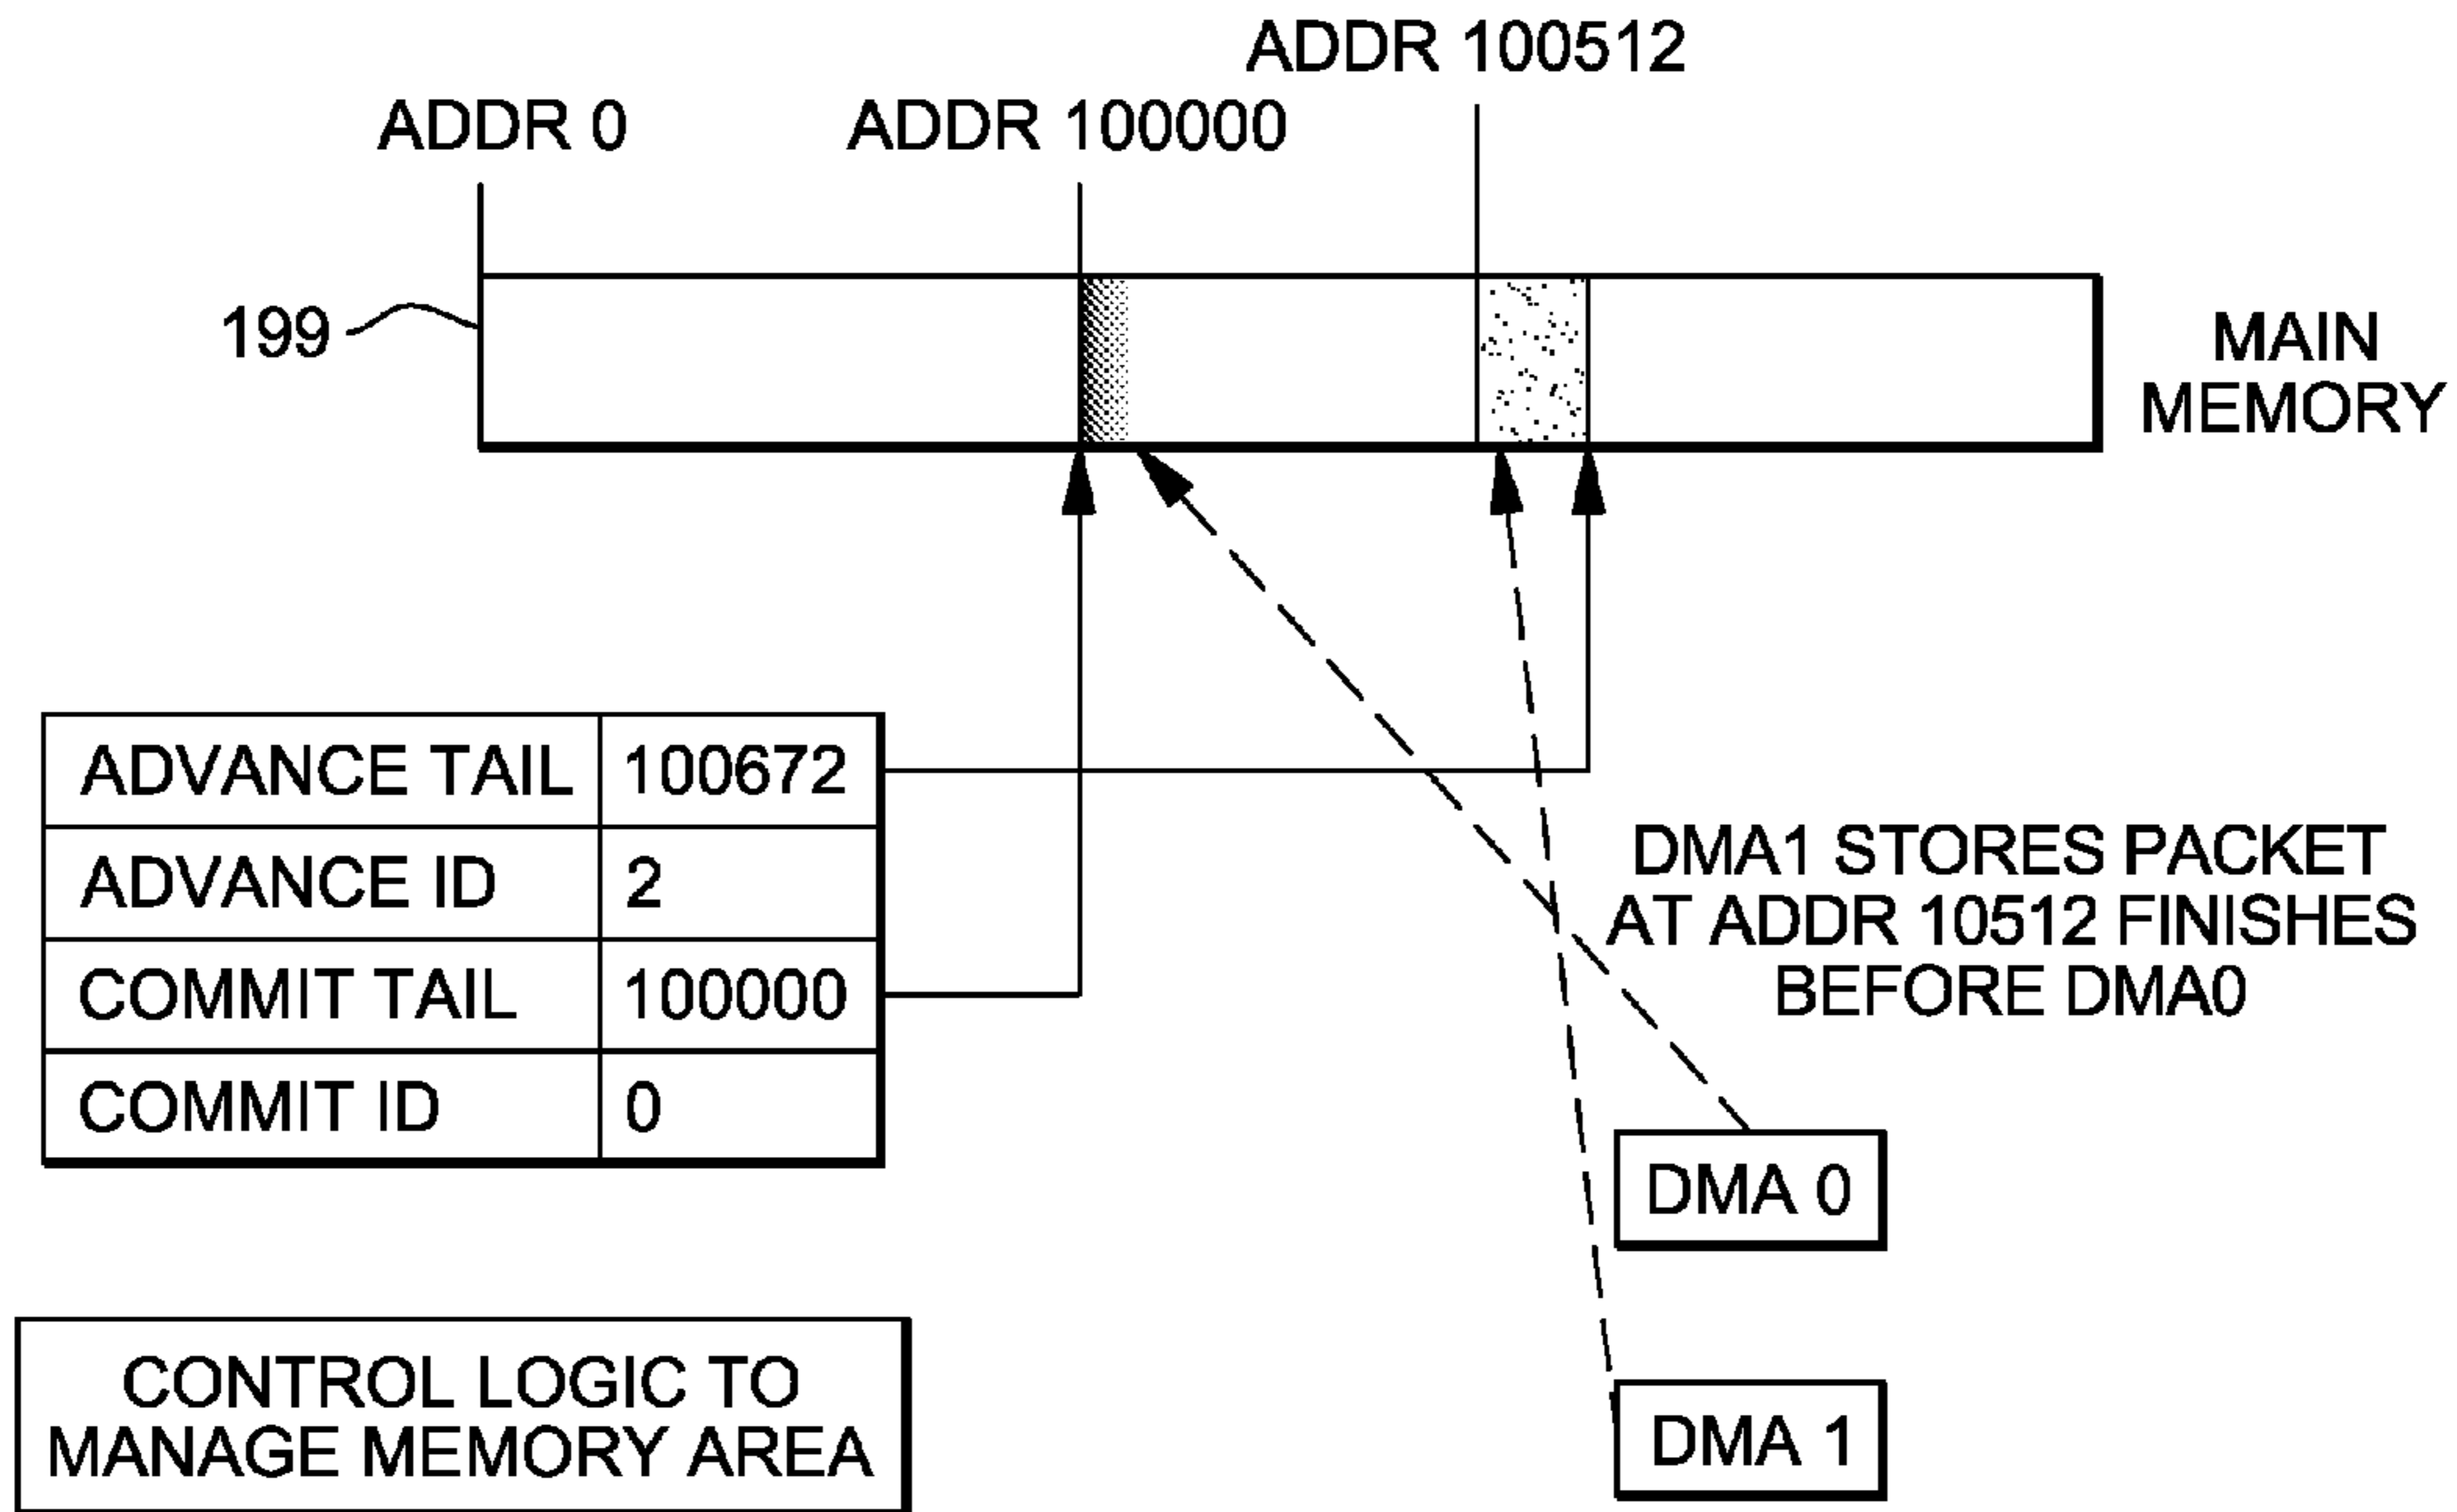 ADDR 100512
ADDR 0
ADDR 100000
199
MAIN
MEMORY
ADVANCE TAIL 100672
ADVANCE ID 2
COMMIT TAIL 100000
COMMIT ID 0
DMA1 STORES PACKET
AT ADDR 10512 FINISHES
BEFORE DMA0
DMA 0
DMA 1
CONTROL LOGIC TO
MANAGE MEMORY AREA